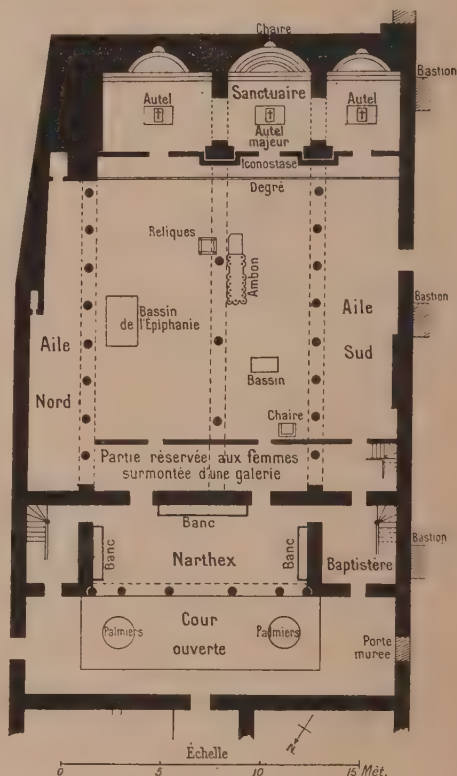 Chaire
Bastion
Autel
Sanctuaire
Autel
Autel
majeur
Iconostase
Degré
Reliques
Ambon
Bassin
de
l'Epiphanie
Bastion
Aile
Nord
Aile
Sud
Bassin
Chaire
Partie réservée aux femmes
surmontée d'une galerie
Banc
Banc
Narthex
Banc
Baptistère
Bastion
Palmiers
Cour
ouverte
Palmiers
Porte
murée
N
Échelle
0 5 10 15 Mèt.